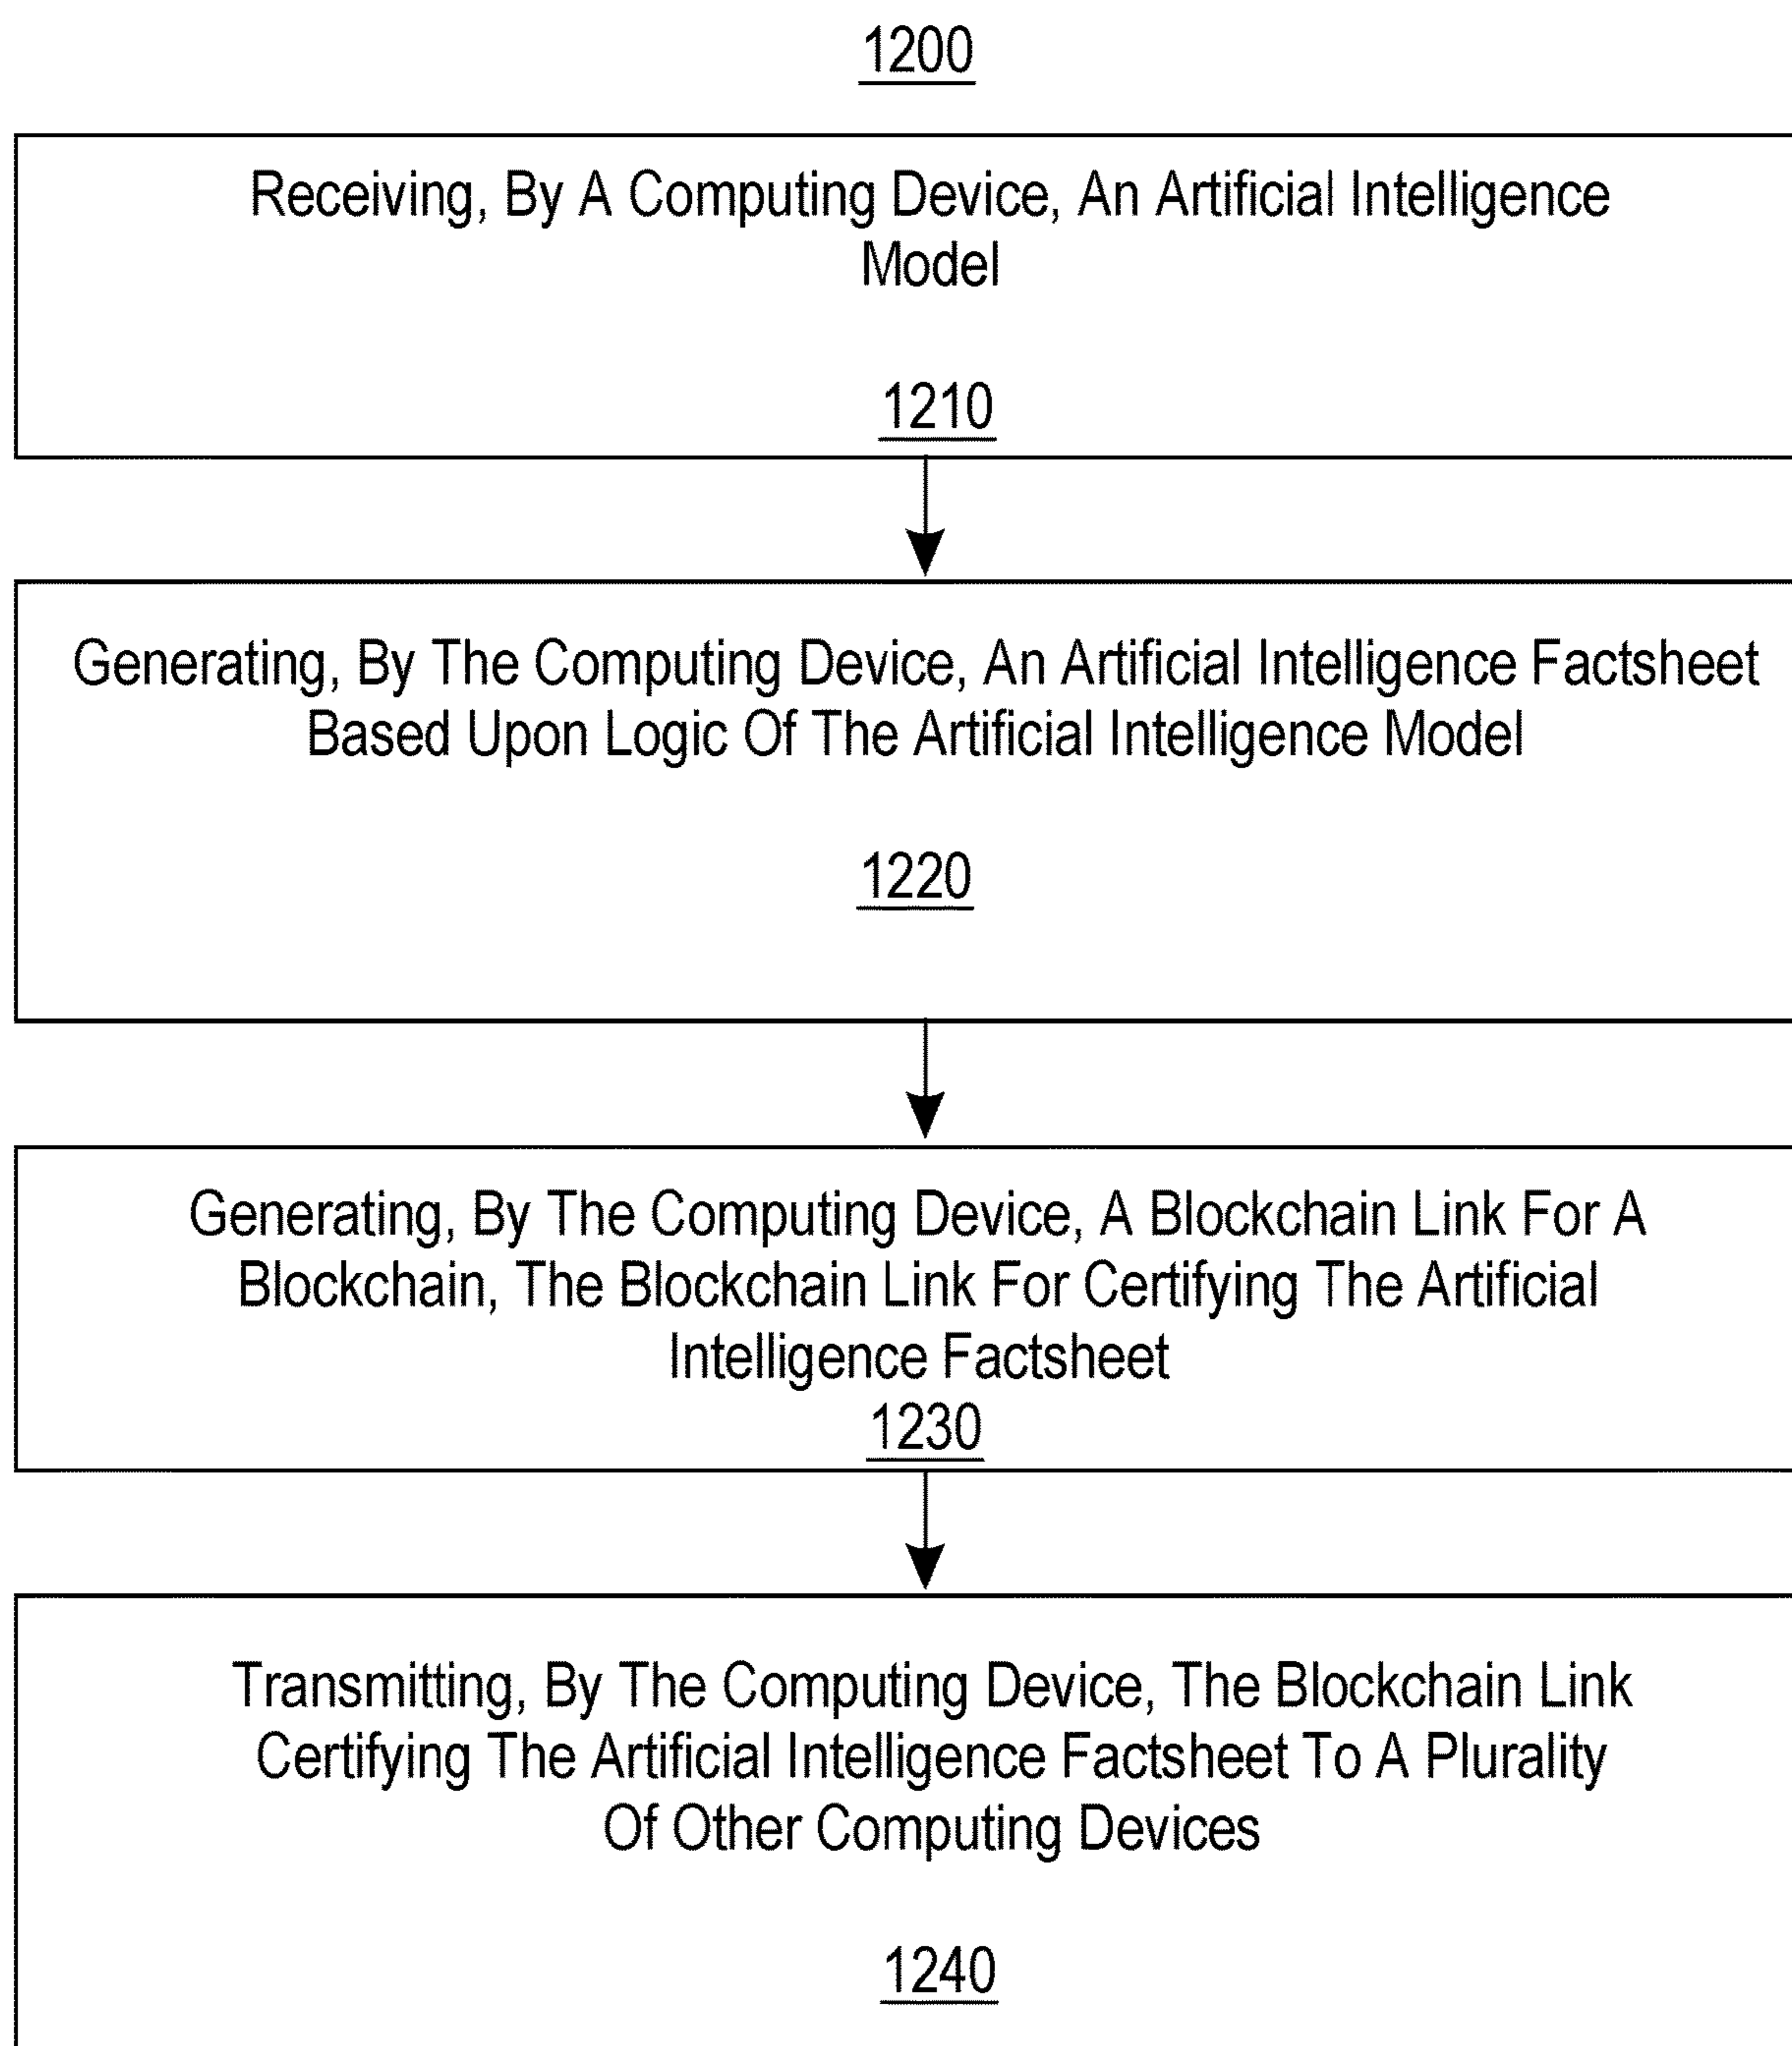 1200
Receiving, By A Computing Device, An Artificial Intelligence
Model
1210
Generating, By The Computing Device, An Artificial Intelligence Factsheet
Based Upon Logic Of The Artificial Intelligence Model
1220
Generating, By The Computing Device, A Blockchain Link For A
Blockchain, The Blockchain Link For Certifying The Artificial
Intelligence Factsheet
1230
Transmitting, By The Computing Device, The Blockchain Link
Certifying The Artificial Intelligence Factsheet To A Plurality
Of Other Computing Devices
1240